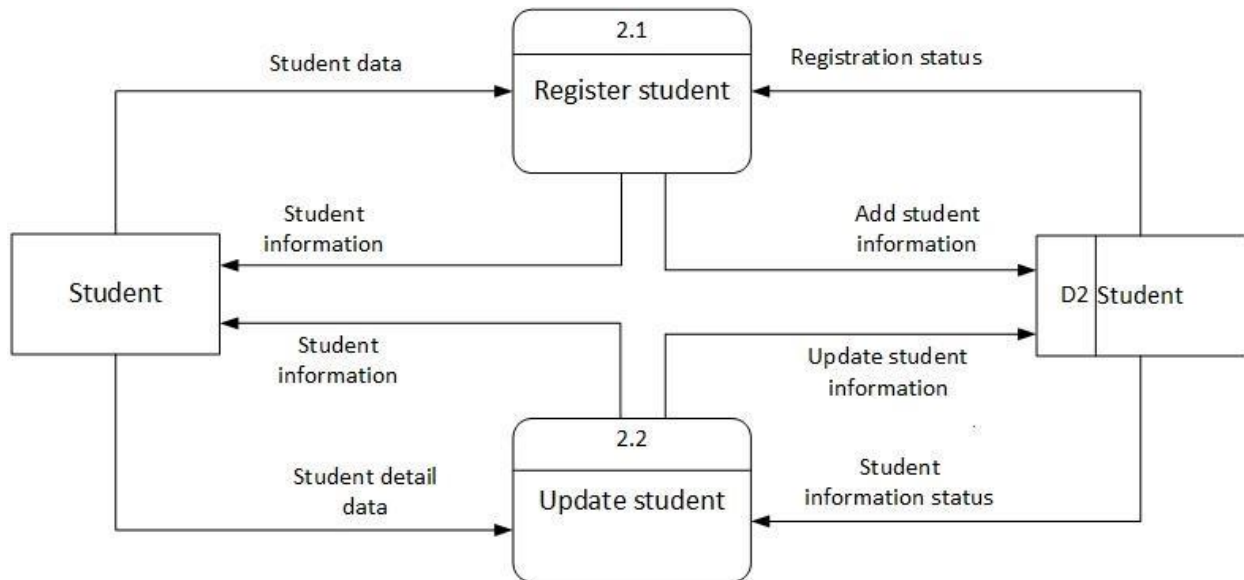 2.1
Student data
Registration status
Register student
Student
information
Add student
information
Student
D2
Student
Student
information
Update student
information
2.2
Student detail
data
Student
information status
Update student